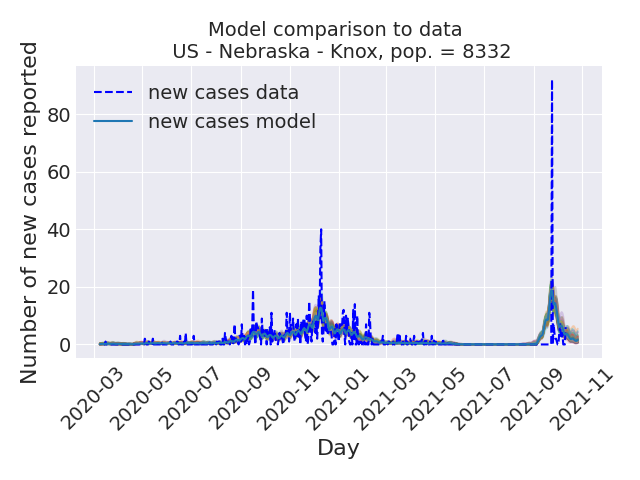 Model comparison to data
US - Nebraska - Knox, pop. = 8332
Number of new cases reported
80
60
40
20
0
new cases data
new cases model
2020-03
2020-05
2020-07
2020-09
2020-11
2021-01
2021-03
2021-05
2021-07
2021-09
2021-11
Day